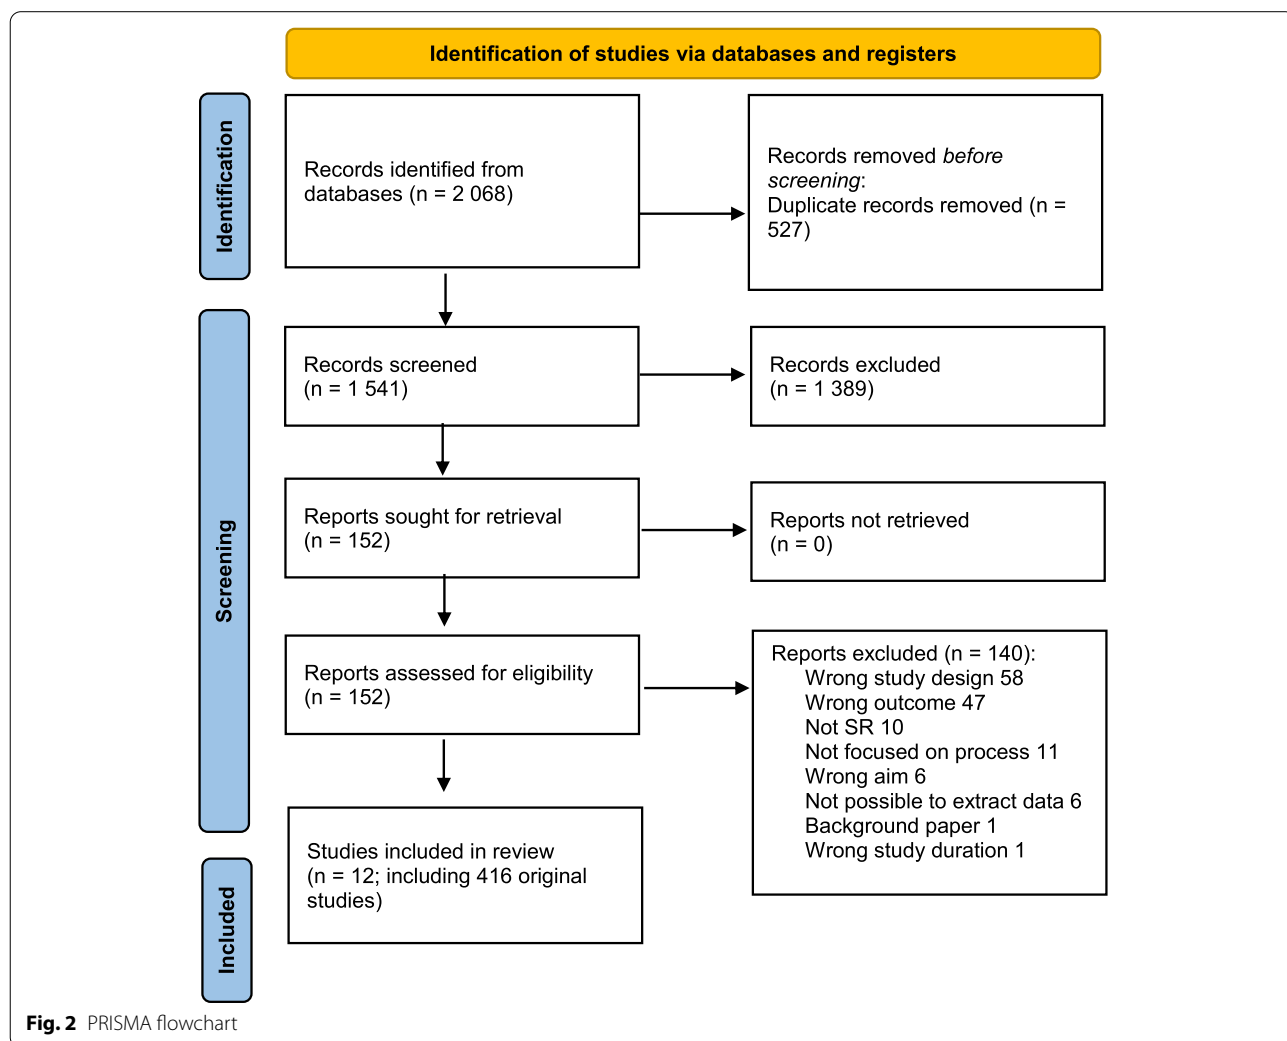 Identification of studies via databases and registers
Identification
Records identified from
databases (n = 2 068)
Records removed before
screening:
Duplicate records removed (n =
527)
Screening
Records screened
(n = 1 541)
Records excluded
(n = 1 389)
Reports sought for retrieval
(n = 152)
Reports not retrieved
(n = 0)
Reports assessed for eligibility
(n = 152)
Reports excluded (n = 140):
Wrong study design 58
Wrong outcome 47
Not SR 10
Not focused on process 11
Wrong aim 6
Not possible to extract data 6
Background paper 1
Wrong study duration 1
Included
Studies included in review
(n = 12; including 416 original
studies)
Fig. 2 PRISMA flowchart